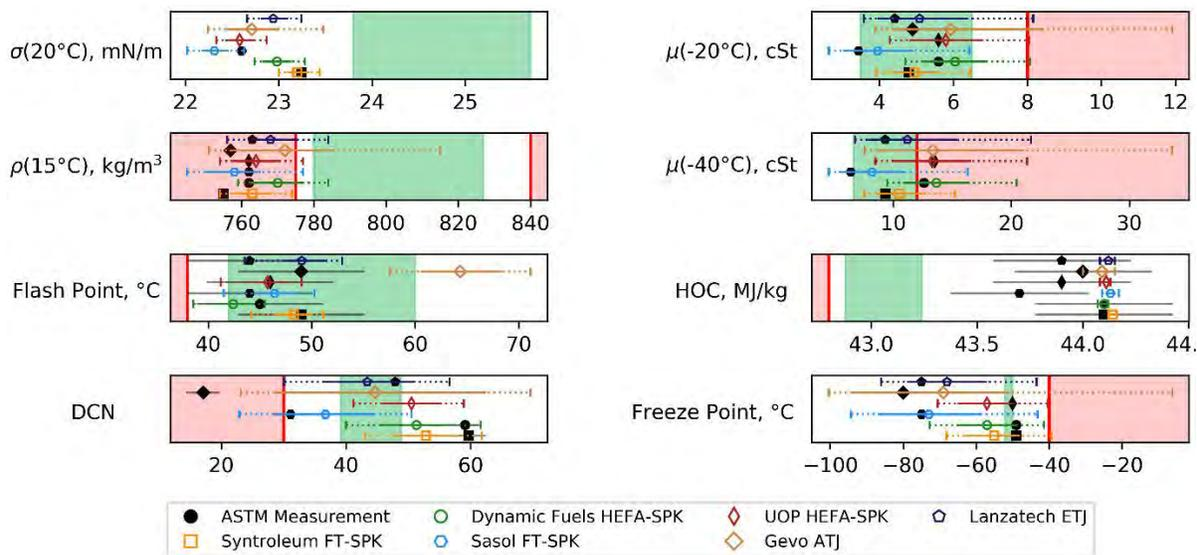 σ(20°C), mN/m
22 23 24 25
μ(-20°C), cSt
4 6 8 10 12
ρ(15°C), kg/m³
760 780 800 820 840
μ(-40°C), cSt
10 20 30
Flash Point, °C
40 50 60 70
HOC, MJ/kg
43.0 43.5 44.0 44.
DCN
20 40 60
Freeze Point, °C
−100 −80 −60 −40 −20
ASTM Measurement Dynamic Fuels HEFA-SPK UOP HEFA-SPK Lanzatech ETJ
Syntroleum FT-SPK Sasol FT-SPK Gevo ATJ